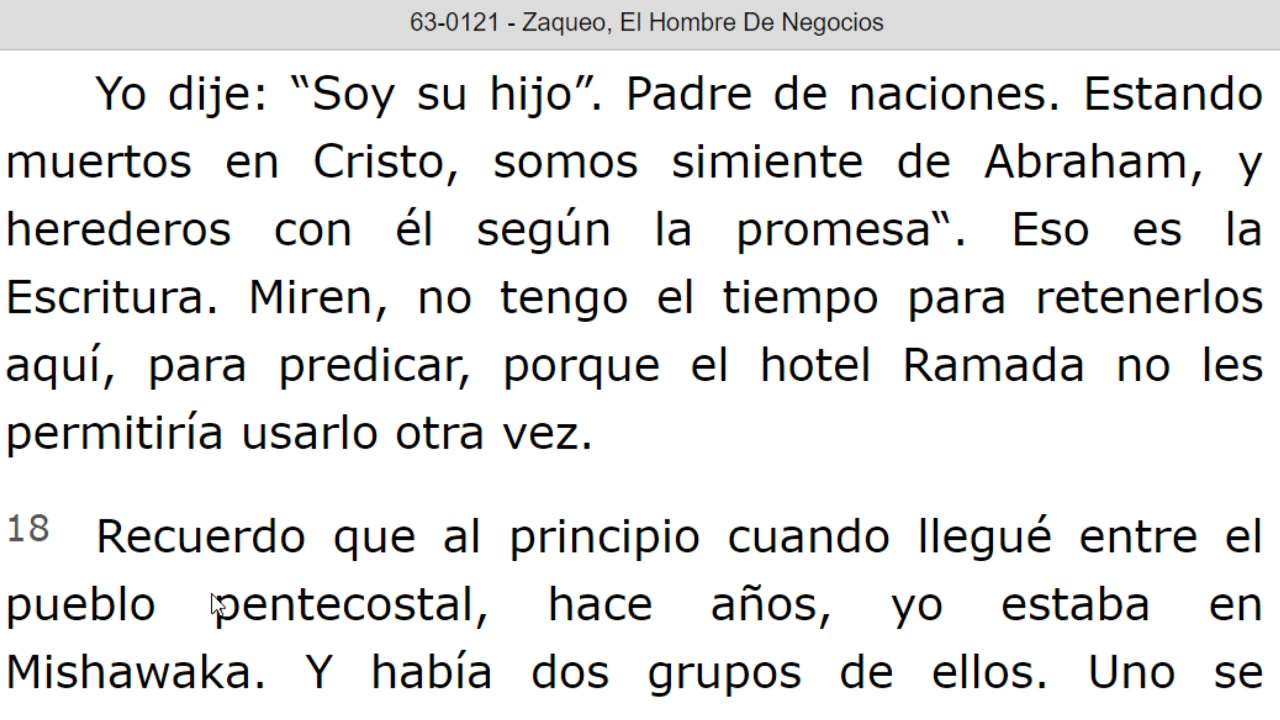 63-0121 - Zaqueo, El Hombre De Negocios
Yo dije: “Soy su hijo”. Padre de naciones. Estando
muertos en Cristo, somos simiente de Abraham, y
herederos con él según la promesa“. Eso es la
Escritura. Miren, no tengo el tiempo para retenerlos
aquí, para predicar, porque el hotel Ramada no les
permitiría usarlo otra vez.
18 Recuerdo que al principio cuando llegué entre el
pueblo pentecostal, hace años, yo estaba en
Mishawaka. Y había dos grupos de ellos. Uno se